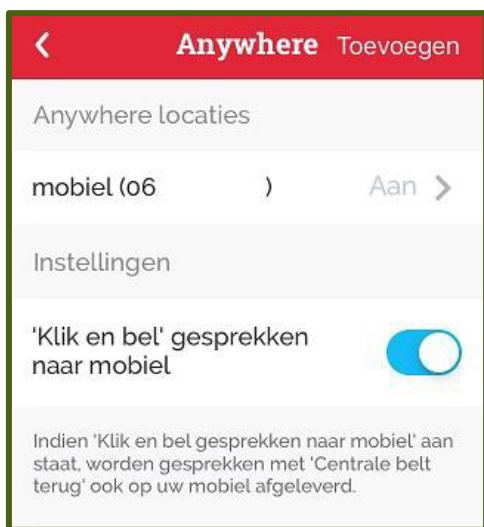 Anywhere Toevoegen
Anywhere locaties
mobiel (06 ) Aan
Instellingen
'Klik en bel' gesprekken
naar mobiel
Indien 'Klik en bel gesprekken naar mobiel' aan
staat, worden gesprekken met 'Centrale belt
terug' ook op uw mobiel afgeleverd.